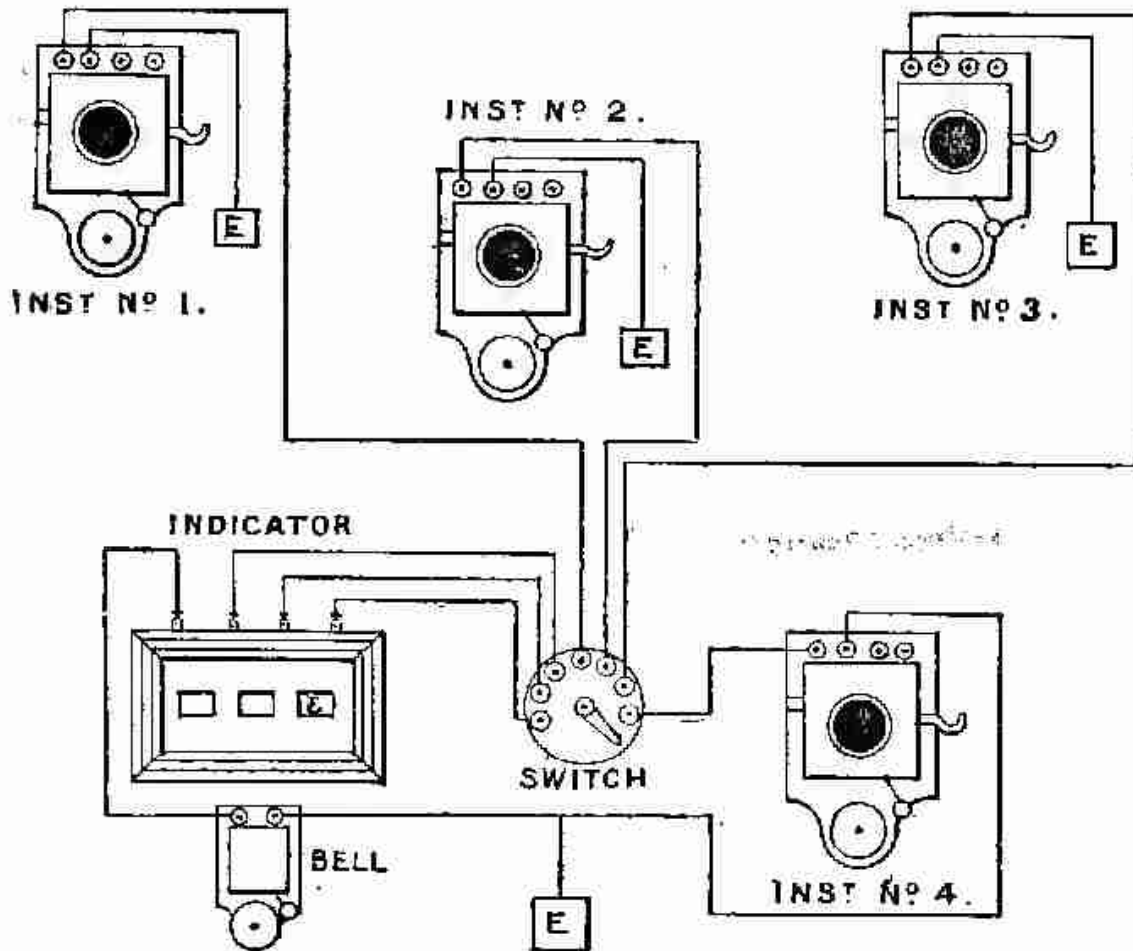 E
INST Nº 1.
INST Nº 2.
E
E
INST Nº 3.
INDICATOR
SWITCH
BELL
E
INST Nº 4.